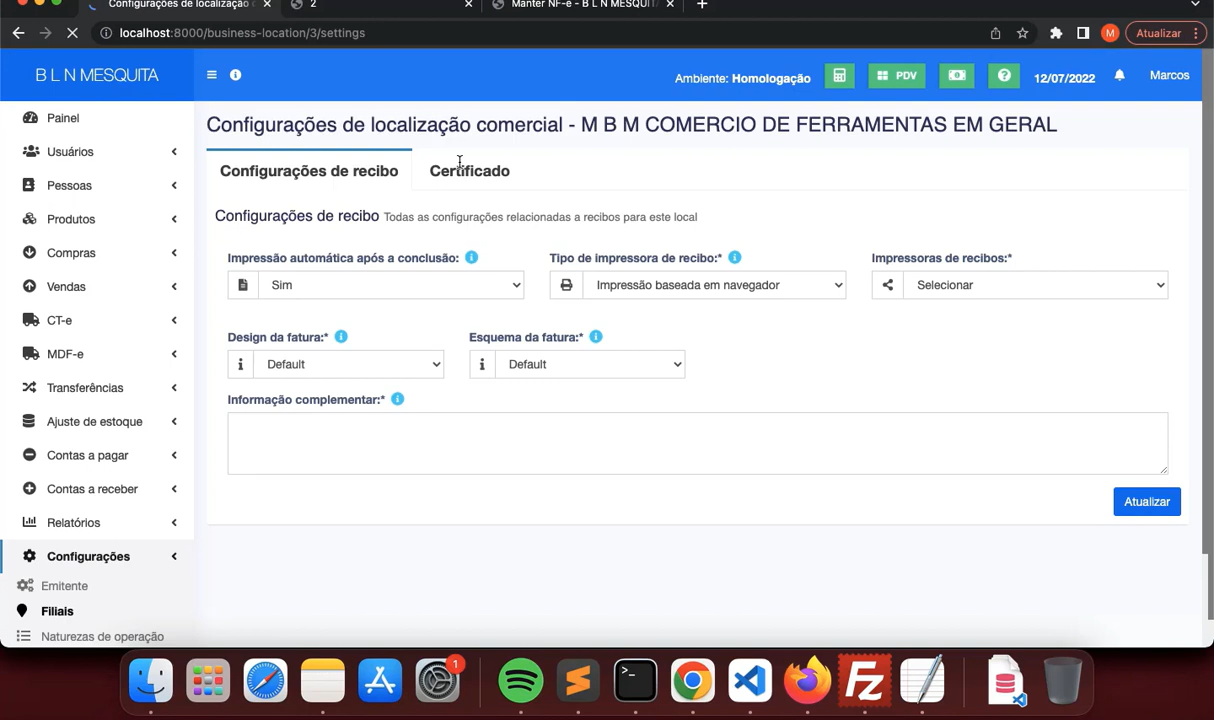 Configurações de localização
2
Manter NF-e - B L N MESQUIT
localhost:8000/business-location/3/settings
M
Atualizar
B L N MESQUITA
Ambiente: Homologação
PDV
12/07/2022
Marcos
Painel
Usuários
Pessoas
Produtos
Compras
Vendas
CT-e
MDF-e
Transferências
Ajuste de estoque
Contas a pagar
Contas a receber
Relatórios
Configurações
Emitente
Filiais
Naturezas de operação
Configurações de localização comercial - M B M COMERCIO DE FERRAMENTAS EM GERAL
Configurações de recibo
Certificado
Configurações de recibo Todas as configurações relacionadas a recibos para este local
Impressão automática após a conclusão:
Tipo de impressora de recibo:*
Impressoras de recibos:*
Sim
Impressão baseada em navegador
Selecionar
Design da fatura:*
Esquema da fatura:*
Default
Default
Informação complementar:*
Atualizar
1